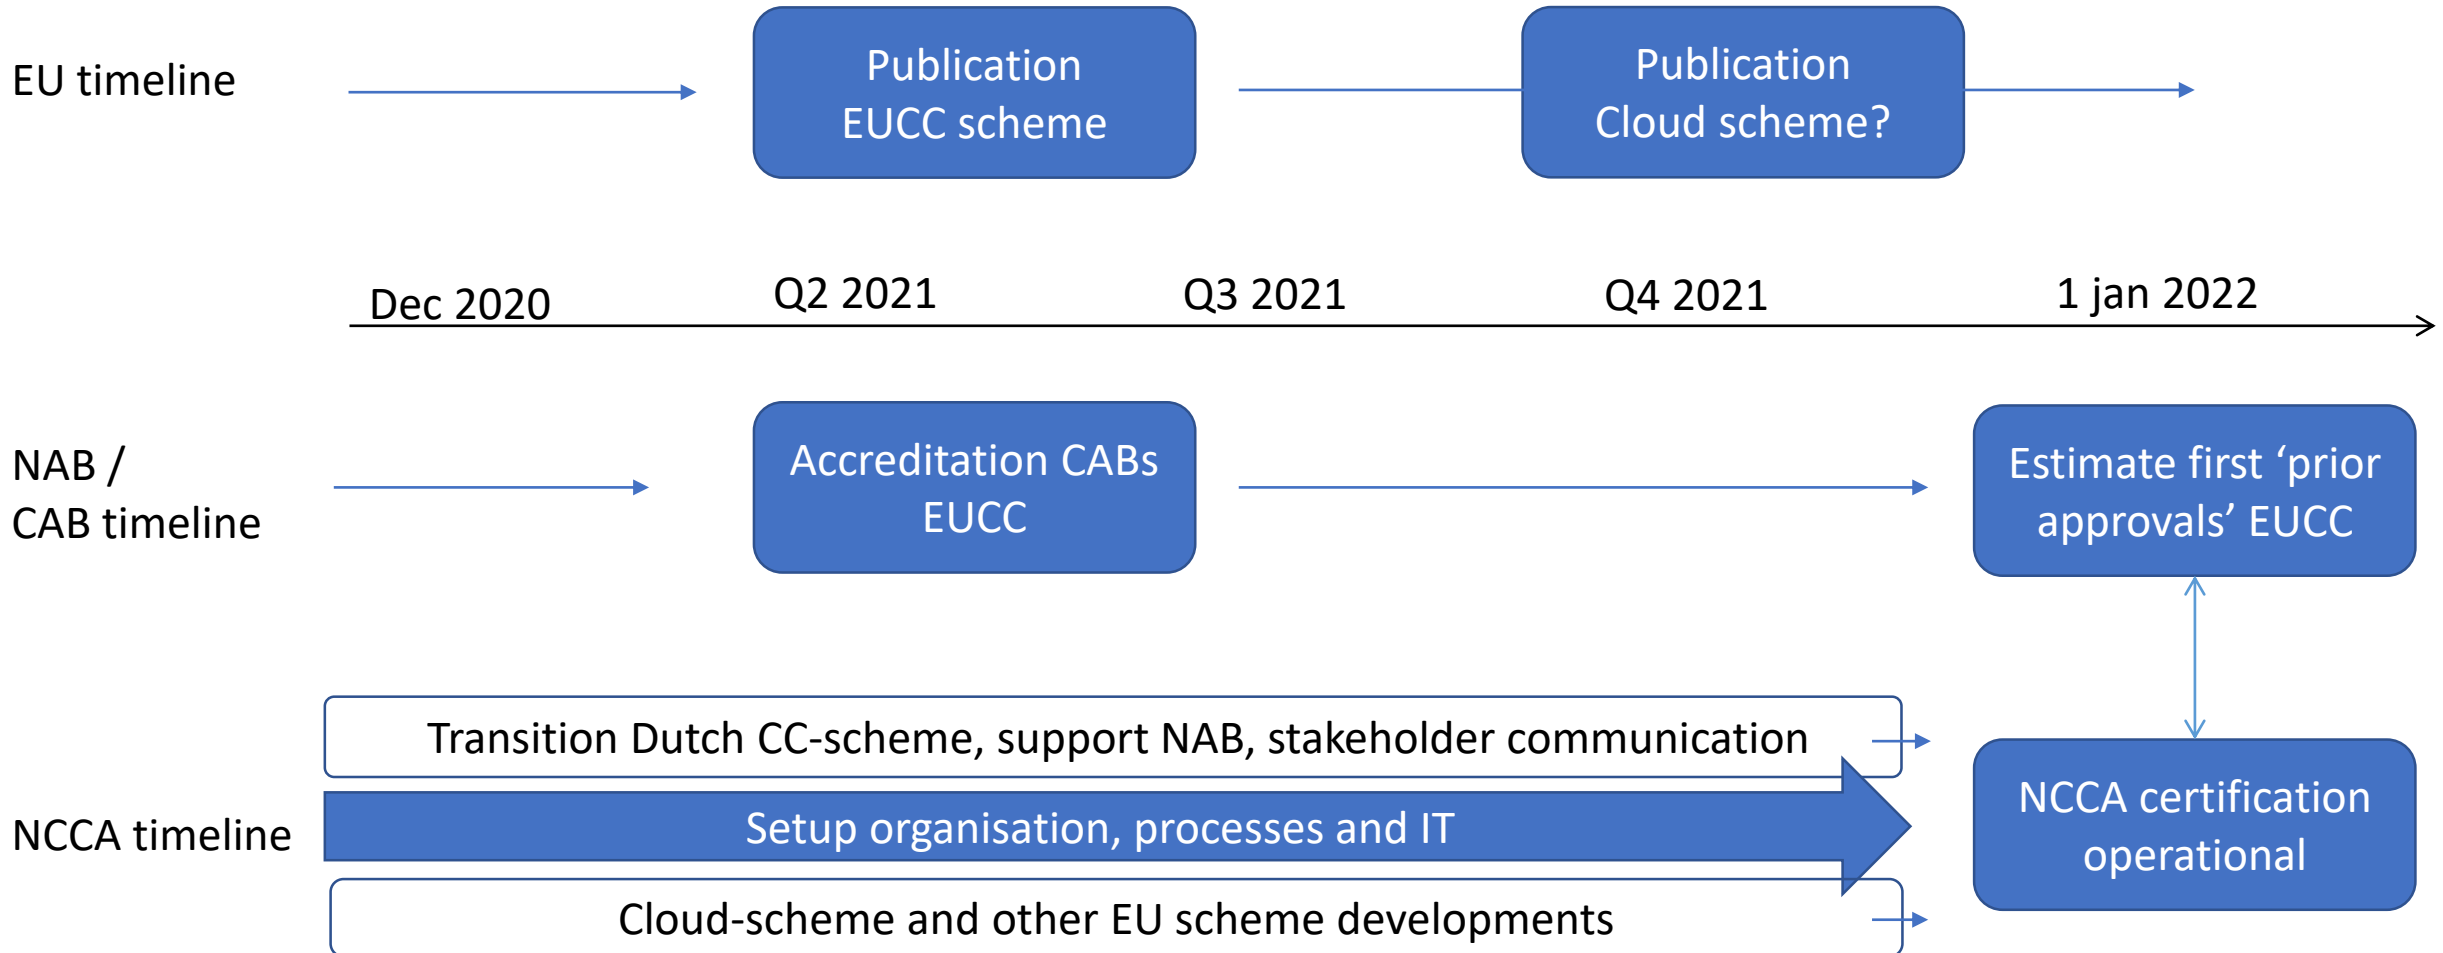 EU timeline
Publication
EUCC scheme
Publication
Cloud scheme?
Dec 2020
Q2 2021
Q3 2021
Q4 2021
1 jan 2022
NAB /
CAB timeline
Accreditation CABs
EUCC
Estimate first ‘prior
approvals’ EUCC
NCCA timeline
Transition Dutch CC-scheme, support NAB, stakeholder communication
Setup organisation, processes and IT
Cloud-scheme and other EU scheme developments
NCCA certification
operational